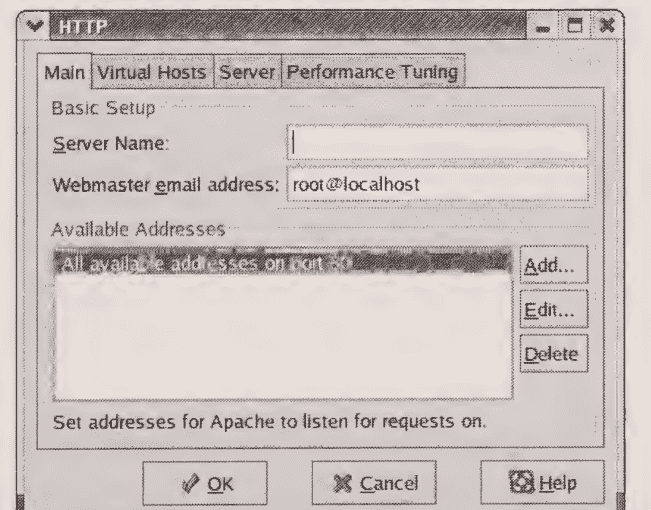 HTTP
Main Virtual Hosts Server Performance Tuning
Basic Setup
Server Name:
Webmaster email address: root@localhost
Available Addresses
All available addresses on port 80
Add...
Edit...
Delete
Set addresses for Apache to listen for requests on.
OK Cancel Help